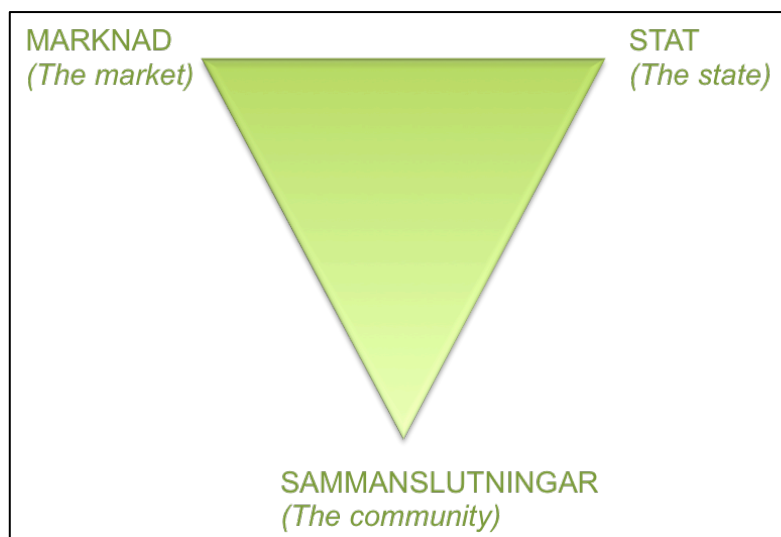 MARKNAD
(The market)
STAT
(The state)
SAMMANSLUTNINGAR
(The community)